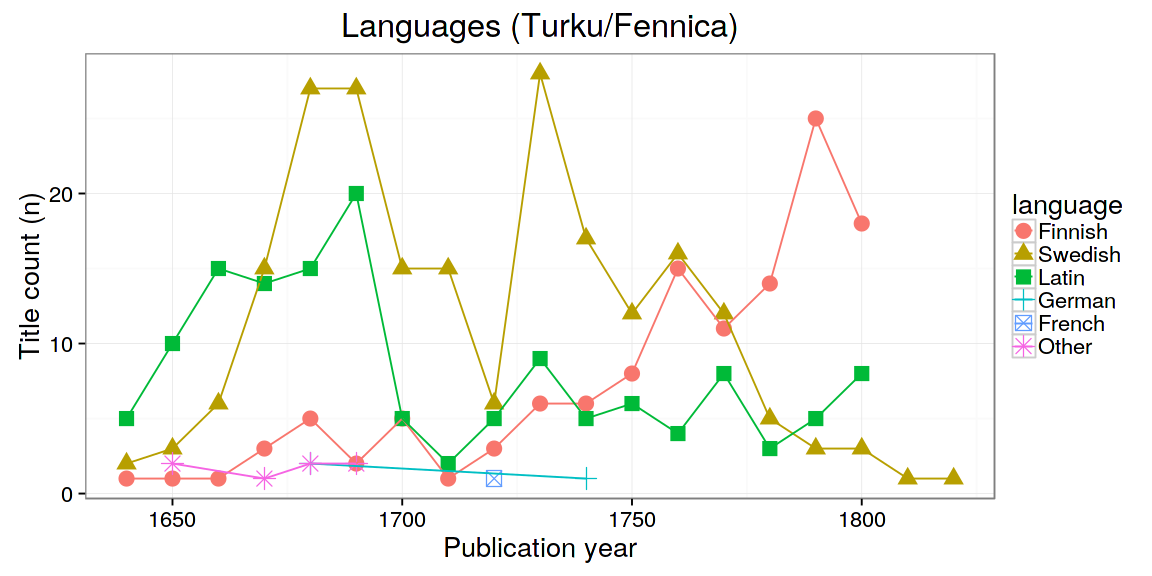 Languages (Turku/Fennica)
Title count (n)
20
10
0
1650 1700 1750 1800
Publication year
language
Finnish
Swedish
Latin
German
French
Other